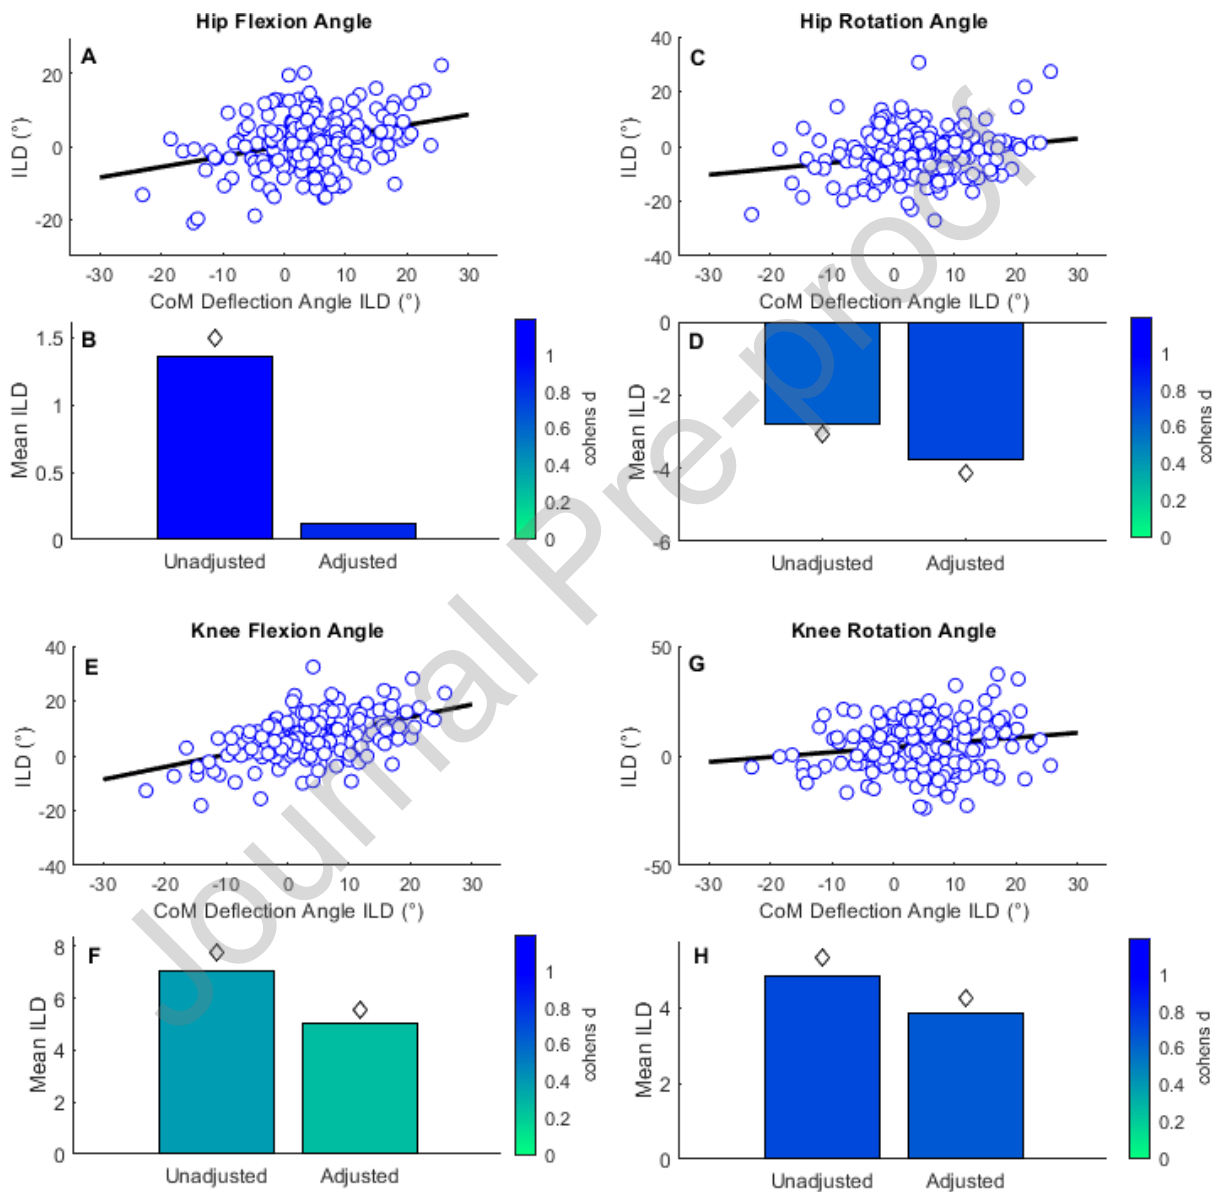 Hip Flexion Angle
A
20
0
-20
ILD (°)
-30 -20 -10 0 10 20 30
CoM Deflection Angle ILD (°)
Hip Rotation Angle
C
40
20
0
-20
-40
ILD (°)
-30 -20 -10 0 10 20 30
CoM Deflection Angle ILD (°)
B
1.5
1
0.5
0
Mean ILD
Unadjusted Adjusted
1
0.8
0.6
0.4
0.2
0
cohens d
D
0
-2
-4
-6
Mean ILD
Unadjusted Adjusted
1
0.8
0.6
0.4
0.2
0
cohens d
Knee Flexion Angle
E
40
20
0
-20
-40
ILD (°)
-30 -20 -10 0 10 20 30
CoM Deflection Angle ILD (°)
Knee Rotation Angle
G
50
0
-50
ILD (°)
-30 -20 -10 0 10 20 30
CoM Deflection Angle ILD (°)
F
8
6
4
2
0
Mean ILD
Unadjusted Adjusted
1
0.8
0.6
0.4
0.2
0
cohens d
H
4
2
0
Mean ILD
Unadjusted Adjusted
1
0.8
0.6
0.4
0.2
0
cohens d
Journal Pre-proof